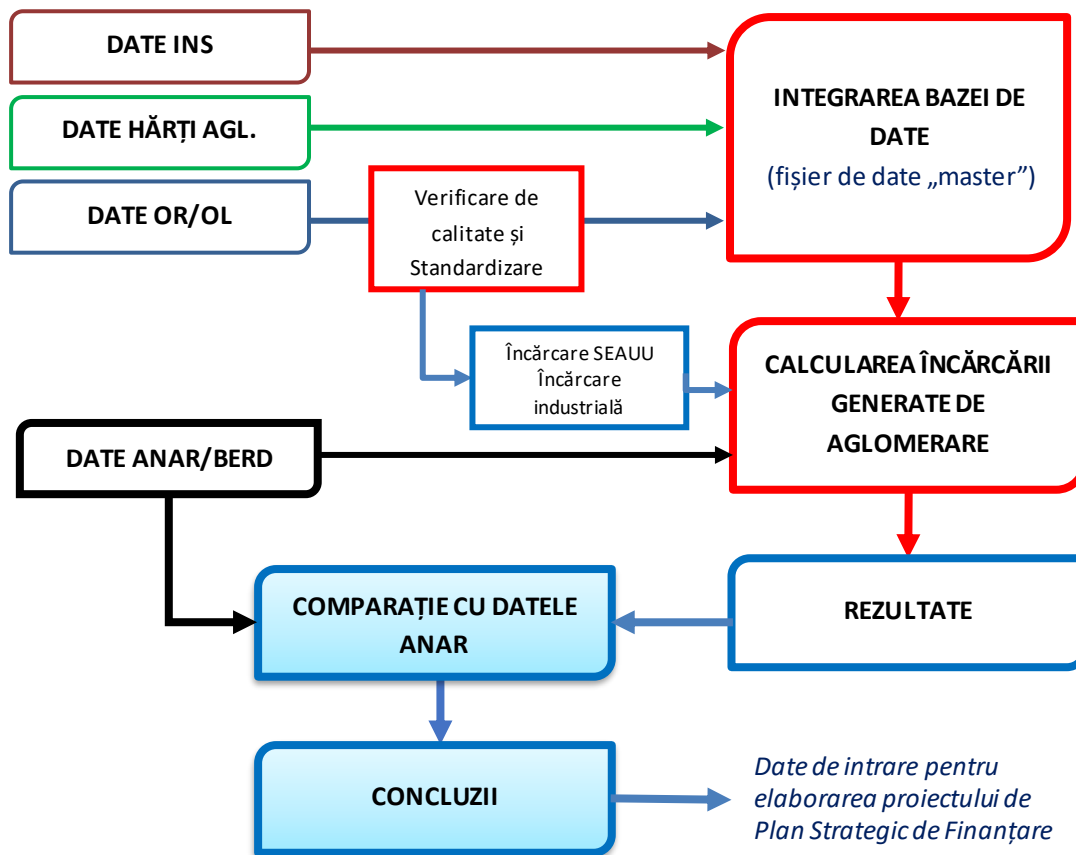 DATE INS
INTEGRAREA BAZEI DE
DATE
(fișier de date „master”)
DATE HĂRȚI AGL.
DATE OR/OL
Verificare de
calitate și
Standardizare
Încărcare SEAUU
Încărcare
industrială
CALCULAREA ÎNCĂRCĂRII
GENERATE DE
AGLOMERARE
DATE ANAR/BERD
COMPARAȚIE CU DATELE
ANAR
REZULTATE
CONCLUZII
Date de intrare pentru
elaborarea proiectului de
Plan Strategic de Finanțare